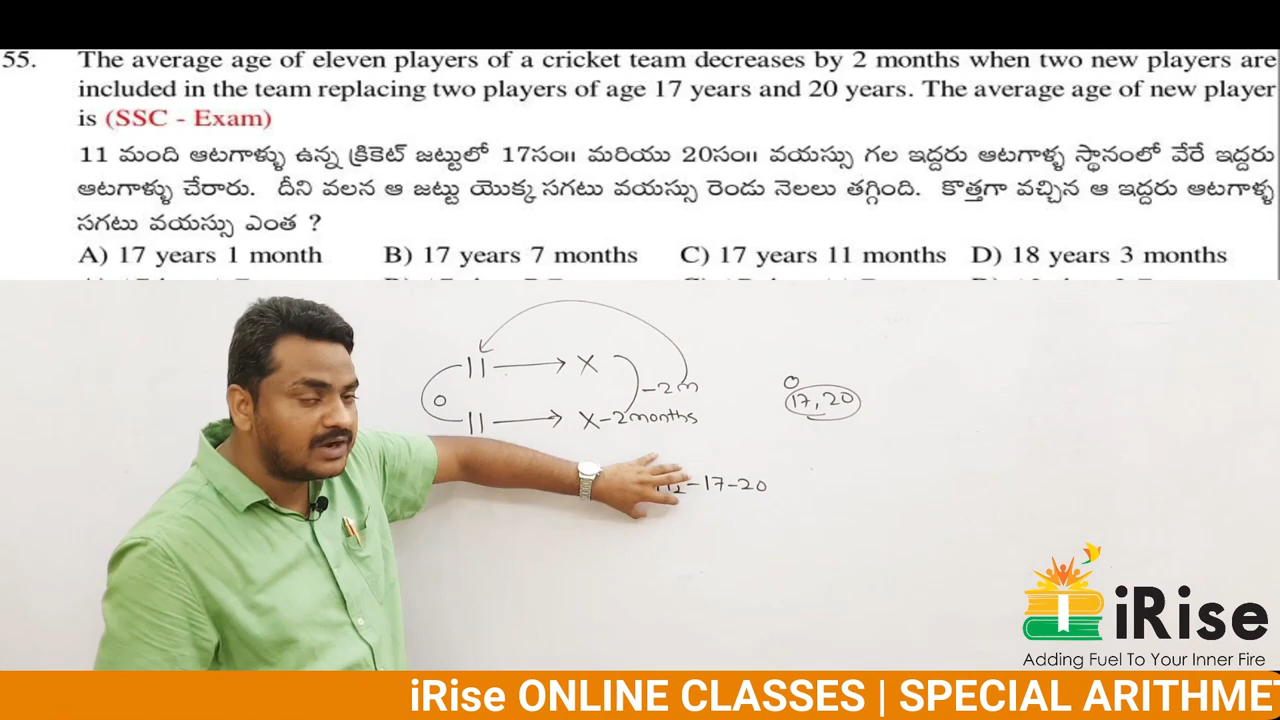 55. The average age of eleven players of a cricket team decreases by 2 months when two new players are
included in the team replacing two players of age 17 years and 20 years. The average age of new player
is (SSC - Exam)
11 మంది ఆటగాళ్ళు ఉన్న క్రికెట్ జట్టులో 17సం॥ మరియు 20సం॥ వయస్సు గల ఇద్దరు ఆటగాళ్ళ స్థానంలో వేరే ఇద్దరు
ఆటగాళ్ళు చేరారు. దీని వలన ఆ జట్టు యొక్క సగటు వయస్సు రెండు నెలలు తగ్గింది. కొత్తగా వచ్చిన ఆ ఇద్దరు ఆటగాళ్ళ
సగటు వయస్సు ఎంత ?
A) 17 years 1 month B) 17 years 7 months C) 17 years 11 months D) 18 years 3 months
11 → X
-2m
0
17, 20
0
11 → X-2months
-17-20
iRise
Adding Fuel To Your Inner Fire
iRise ONLINE CLASSES | SPECIAL ARITHME